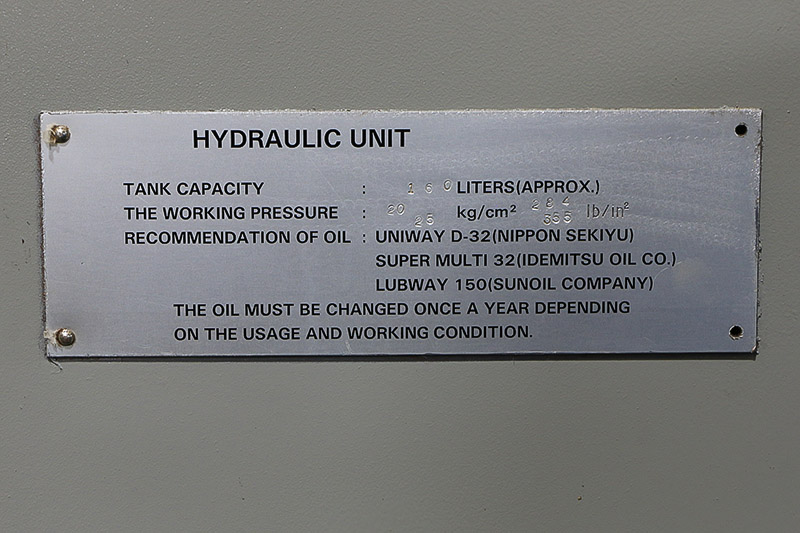 HYDRAULIC UNIT
TANK CAPACITY : 160 LITERS(APPROX.)
THE WORKING PRESSURE : 20 25 kg/cm² 284 555 lb/in²
RECOMMENDATION OF OIL : UNIWAY D-32(NIPPON SEKIYU)
SUPER MULTI 32(IDEMITSU OIL CO.)
LUBWAY 150(SUNOIL COMPANY)
THE OIL MUST BE CHANGED ONCE A YEAR DEPENDING
ON THE USAGE AND WORKING CONDITION.